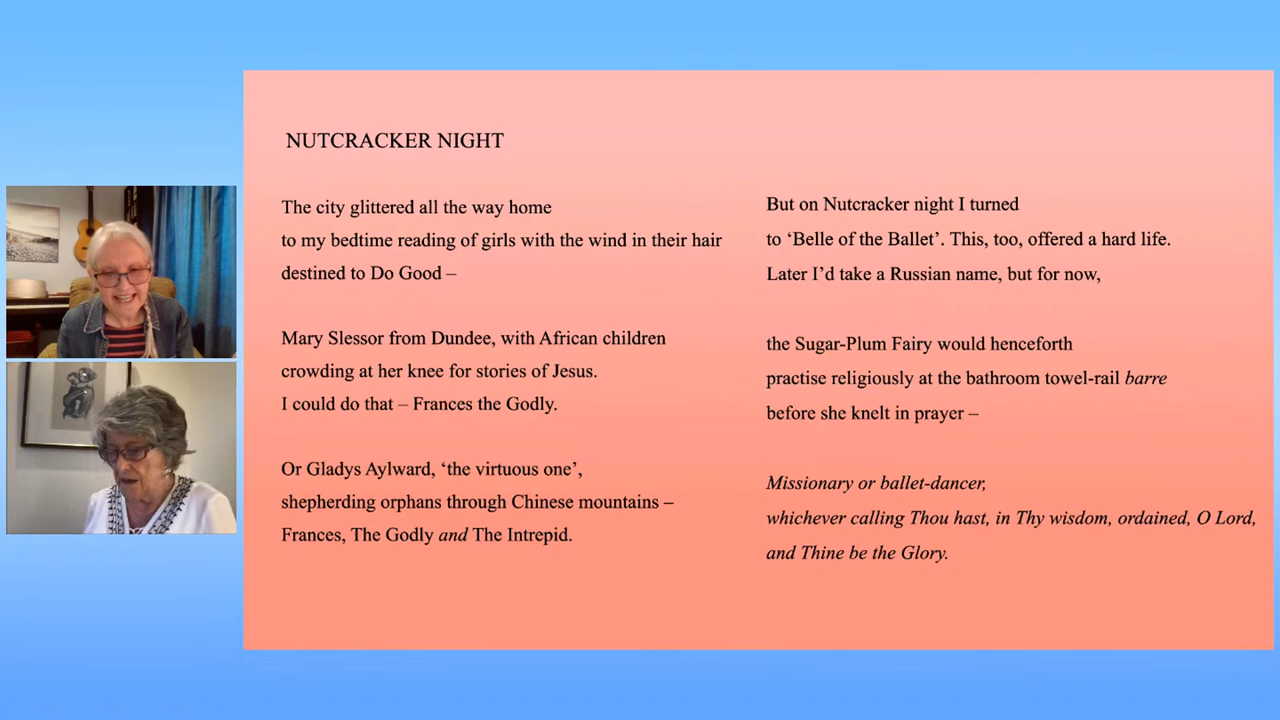 NUTCRACKER NIGHT
The city glittered all the way home
to my bedtime reading of girls with the wind in their hair
destined to Do Good –
Mary Slessor from Dundee, with African children
crowding at her knee for stories of Jesus.
I could do that – Frances the Godly.
Or Gladys Aylward, ‘the virtuous one’,
shepherding orphans through Chinese mountains –
Frances, The Godly and The Intrepid.
But on Nutcracker night I turned
to ‘Belle of the Ballet’. This, too, offered a hard life.
Later I’d take a Russian name, but for now,
the Sugar-Plum Fairy would henceforth
practise religiously at the bathroom towel-rail barre
before she knelt in prayer –
Missionary or ballet-dancer,
whichever calling Thou hast, in Thy wisdom, ordained, O Lord,
and Thine be the Glory.